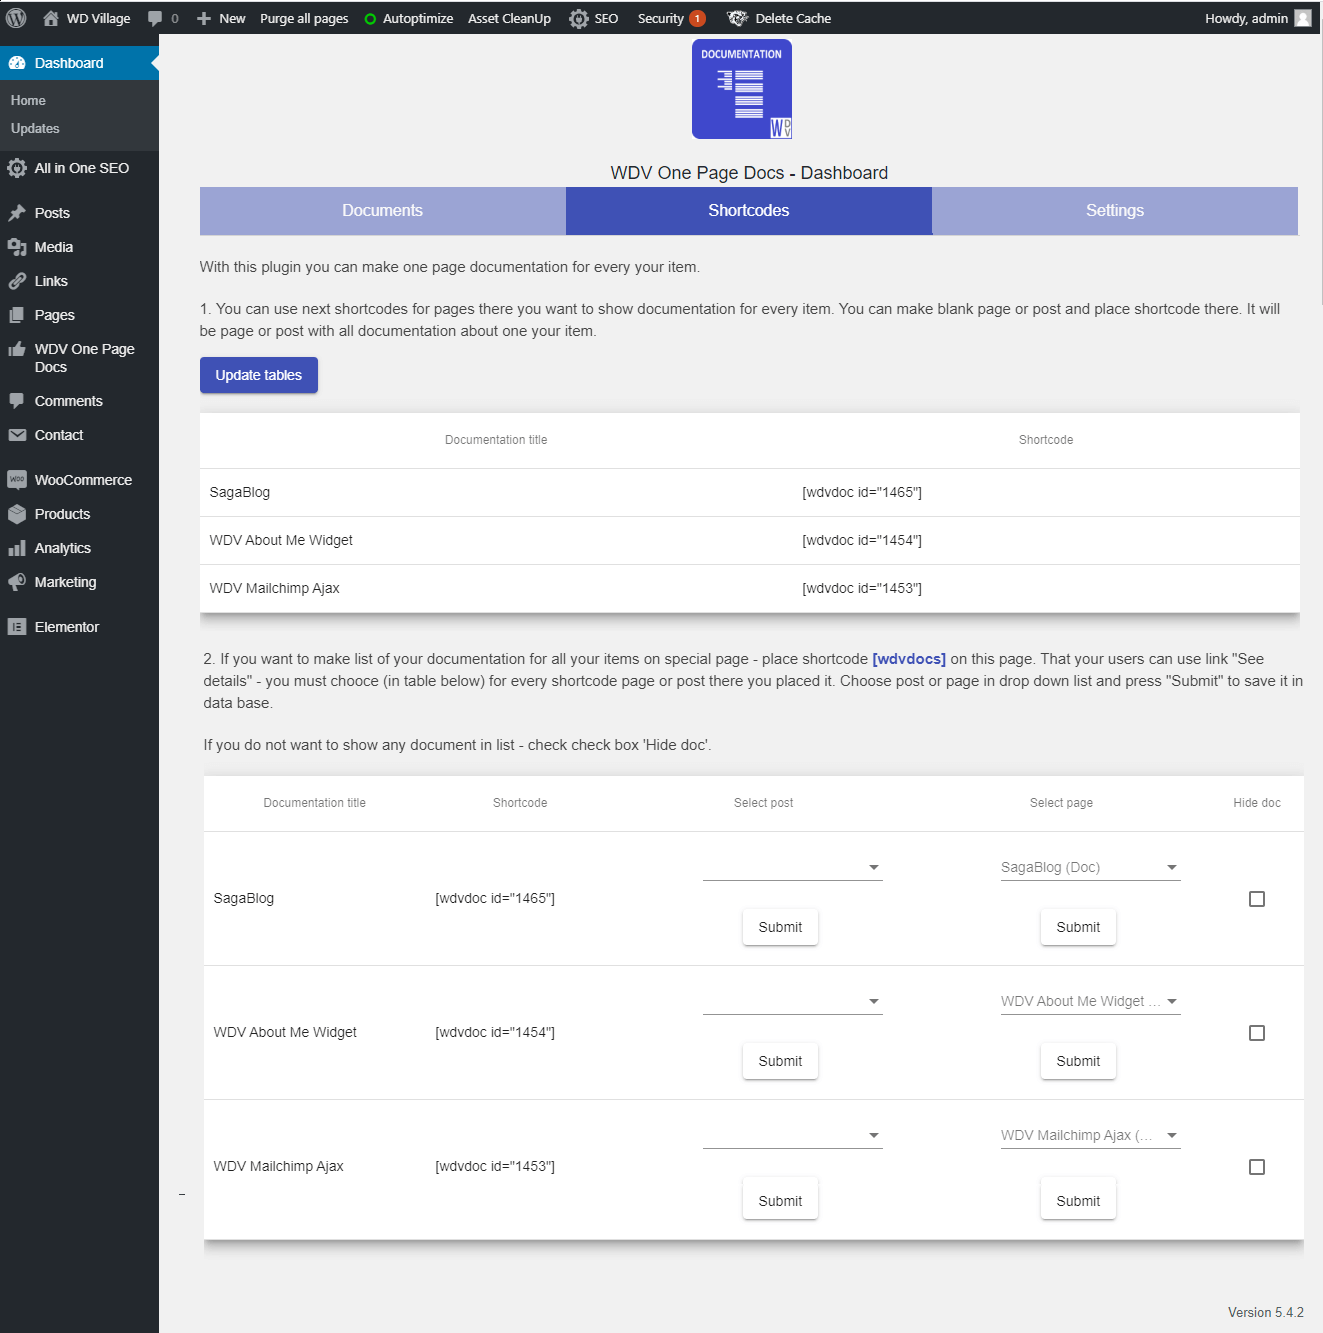 WD Village 0 New Purge all pages Autoptimize Asset CleanUp SEO Security 1 Delete Cache Howdy, admin
Dashboard
Home
Updates
All in One SEO
Posts
Media
Links
Pages
WDV One Page
Docs
Comments
Contact
WooCommerce
Products
Analytics
Marketing
Elementor
DOCUMENTATION
WDV
WDV One Page Docs - Dashboard
Documents Shortcodes Settings
With this plugin you can make one page documentation for every your item.
1. You can use next shortcodes for pages there you want to show documentation for every item. You can make blank page or post and place shortcode there. It will
be page or post with all documentation about one your item.
Update tables
Documentation title Shortcode
SagaBlog [wdvdoc id="1465"]
WDV About Me Widget [wdvdoc id="1454"]
WDV Mailchimp Ajax [wdvdoc id="1453"]
2. If you want to make list of your documentation for all your items on special page - place shortcode [wdvdocs] on this page. That your users can use link "See
details" - you must chooce (in table below) for every shortcode page or post there you placed it. Choose post or page in drop down list and press "Submit" to save it in
data base.
If you do not want to show any document in list - check check box 'Hide doc'.
Documentation title Shortcode Select post Select page Hide doc
SagaBlog (Doc)
SagaBlog [wdvdoc id="1465"]
Submit Submit
WDV About Me Widget ...
WDV About Me Widget [wdvdoc id="1454"]
Submit Submit
WDV Mailchimp Ajax (...
WDV Mailchimp Ajax [wdvdoc id="1453"]
Submit Submit
Version 5.4.2